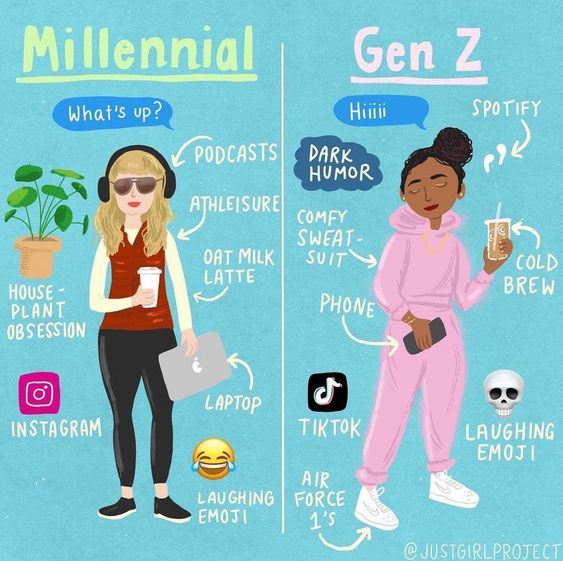 Millennial
What's up?
PODCASTS
ATHLEISURE
OAT MILK
LATTE
HOUSE-
PLANT
OBSESSION
LAPTOP
INSTAGRAM
LAUGHING
EMOJI
Gen Z
Hiiiii
SPOTIFY
DARK
HUMOR
COMFY
SWEAT-
SUIT
COLD
BREW
PHONE
TIKTOK
LAUGHING
EMOJI
AIR
FORCE
1'S
@JUSTGIRLPROJECT